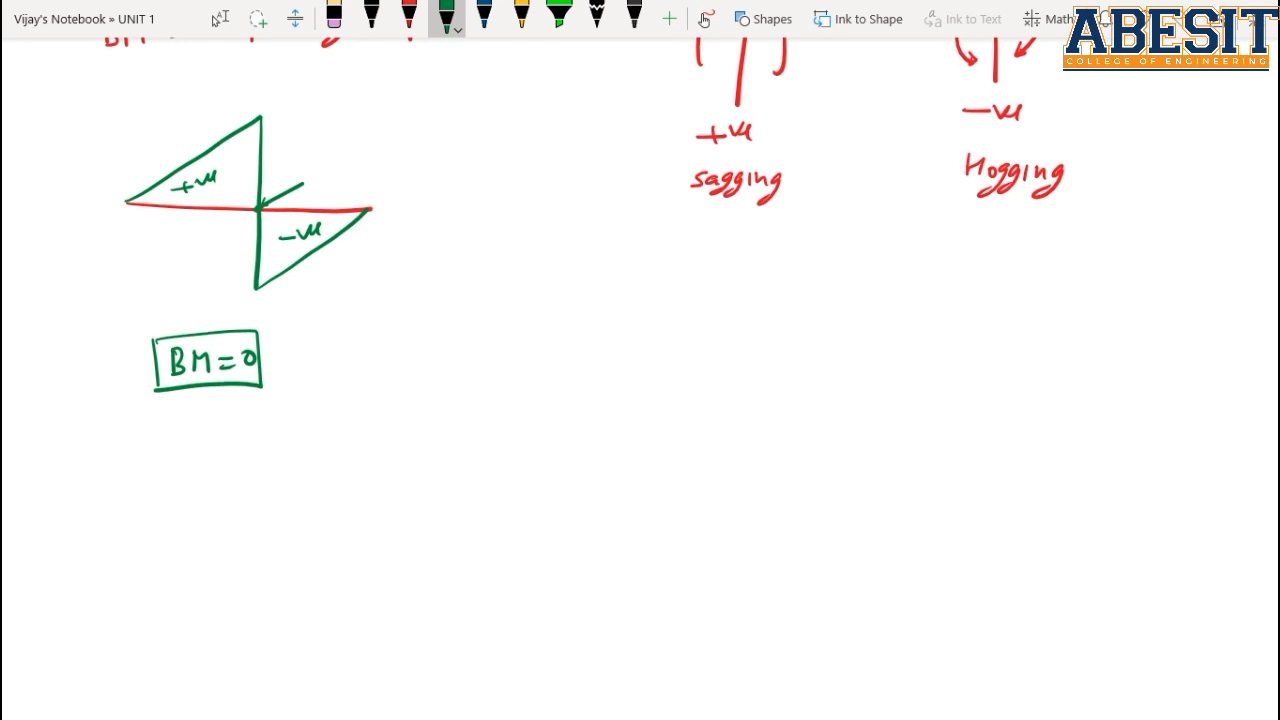 Vijay's Notebook » UNIT 1
Shapes
Ink to Shape
Ink to Text
Math
ABESIT
COLLEGE OF ENGINEERING
BM
+ve
Sagging
-ve
Hogging
+ve
-ve
BM=0